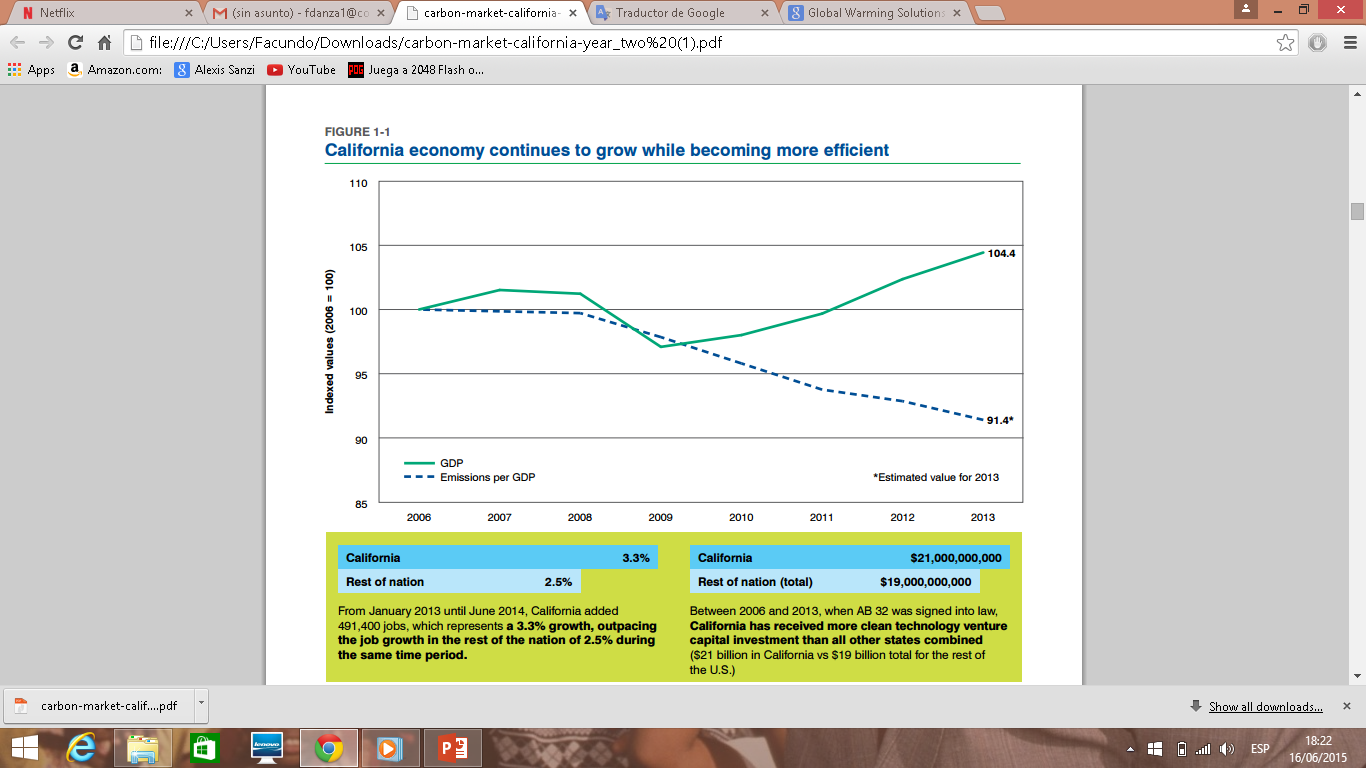 Netflix
(sin asunto) - fdanza1@co
carbon-market-california-
Traductor de Google
Global Warming Solutions
file:///C:/Users/Facundo/Downloads/carbon-market-california-year_two%20(1).pdf
Apps
Amazon.com:
Alexis Sanzi
YouTube
Juega a 2048 Flash o...
FIGURE 1-1
California economy continues to grow while becoming more efficient
Indexed values (2006 = 100)
110
105
100
95
90
85
104.4
91.4*
GDP
Emissions per GDP
*Estimated value for 2013
2006 2007 2008 2009 2010 2011 2012 2013
California 3.3%
Rest of nation 2.5%
From January 2013 until June 2014, California added
491,400 jobs, which represents a 3.3% growth, outpacing
the job growth in the rest of the nation of 2.5% during
the same time period.
California $21,000,000,000
Rest of nation (total) $19,000,000,000
Between 2006 and 2013, when AB 32 was signed into law,
California has received more clean technology venture
capital investment than all other states combined
($21 billion in California vs $19 billion total for the rest of
the U.S.)
carbon-market-calif....pdf
Show all downloads...
lenovo
ESP
18:22
16/06/2015